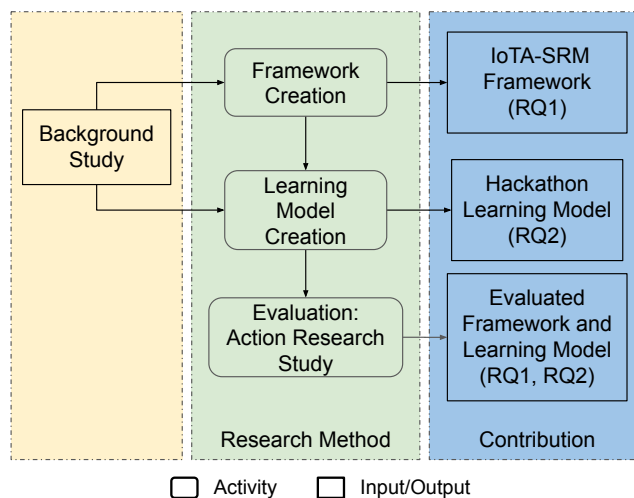 Background
Study
Framework
Creation
Learning
Model
Creation
Evaluation:
Action Research
Study
Research Method
IoTA-SRM
Framework
(RQ1)
Hackathon
Learning Model
(RQ2)
Evaluated
Framework and
Learning Model
(RQ1, RQ2)
Contribution
Activity
Input/Output